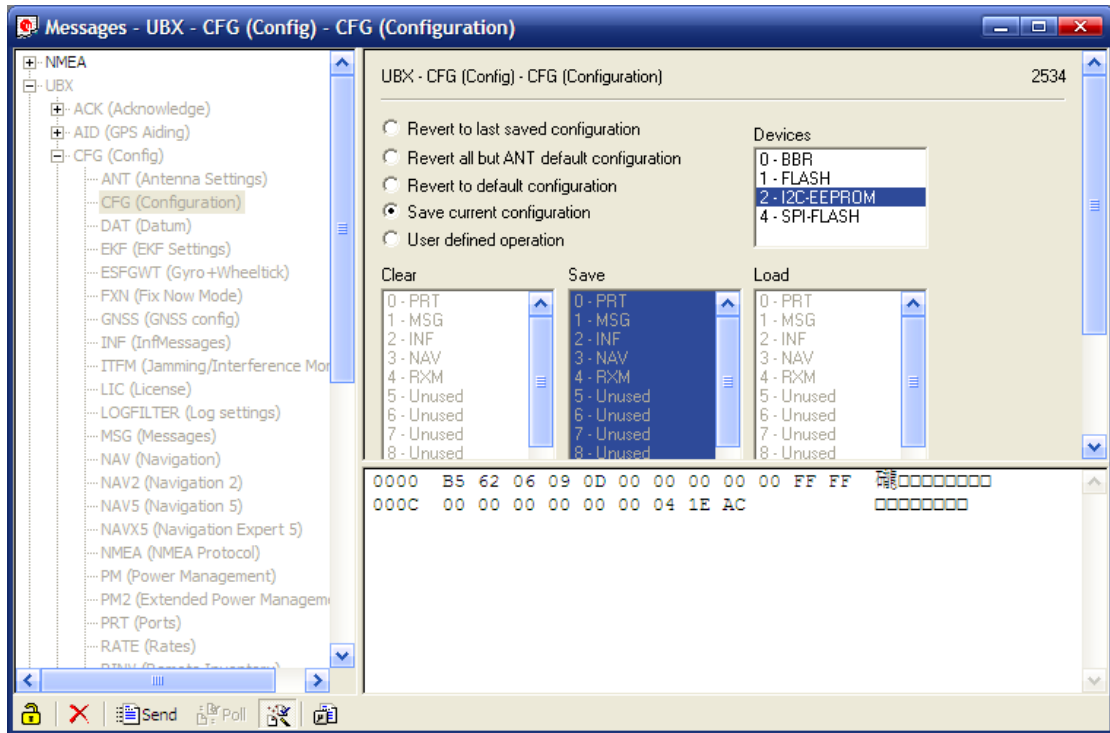 Messages - UBX - CFG (Config) - CFG (Configuration)
NMEA
UBX
ACK (Acknowledge)
AID (GPS Aiding)
CFG (Config)
ANT (Antenna Settings)
CFG (Configuration)
DAT (Datum)
EKF (EKF Settings)
ESFGWT (Gyro+Wheeltick)
FXN (Fix Now Mode)
GNSS (GNSS config)
INF (InfMessages)
ITFM (Jamming/Interference Mor
LIC (License)
LOGFILTER (Log settings)
MSG (Messages)
NAV (Navigation)
NAV2 (Navigation 2)
NAV5 (Navigation 5)
NAVX5 (Navigation Expert 5)
NMEA (NMEA Protocol)
PM (Power Management)
PM2 (Extended Power Managem
PRT (Ports)
RATE (Rates)
UBX - CFG (Config) - CFG (Configuration) 2534
Revert to last saved configuration
Revert all but ANT default configuration
Revert to default configuration
Save current configuration
User defined operation
Devices
0 - BBR
1 - FLASH
2 - I2C-EEPROM
4 - SPI-FLASH
Clear
0 - PRT
1 - MSG
2 - INF
3 - NAV
4 - RXM
5 - Unused
6 - Unused
7 - Unused
8 - Unused
Save
0 - PRT
1 - MSG
2 - INF
3 - NAV
4 - RXM
5 - Unused
6 - Unused
7 - Unused
8 - Unused
Load
0 - PRT
1 - MSG
2 - INF
3 - NAV
4 - RXM
5 - Unused
6 - Unused
7 - Unused
8 - Unused
0000 B5 62 06 09 0D 00 00 00 00 00 FF FF
000C 00 00 00 00 00 00 04 1E AC
Send Poll